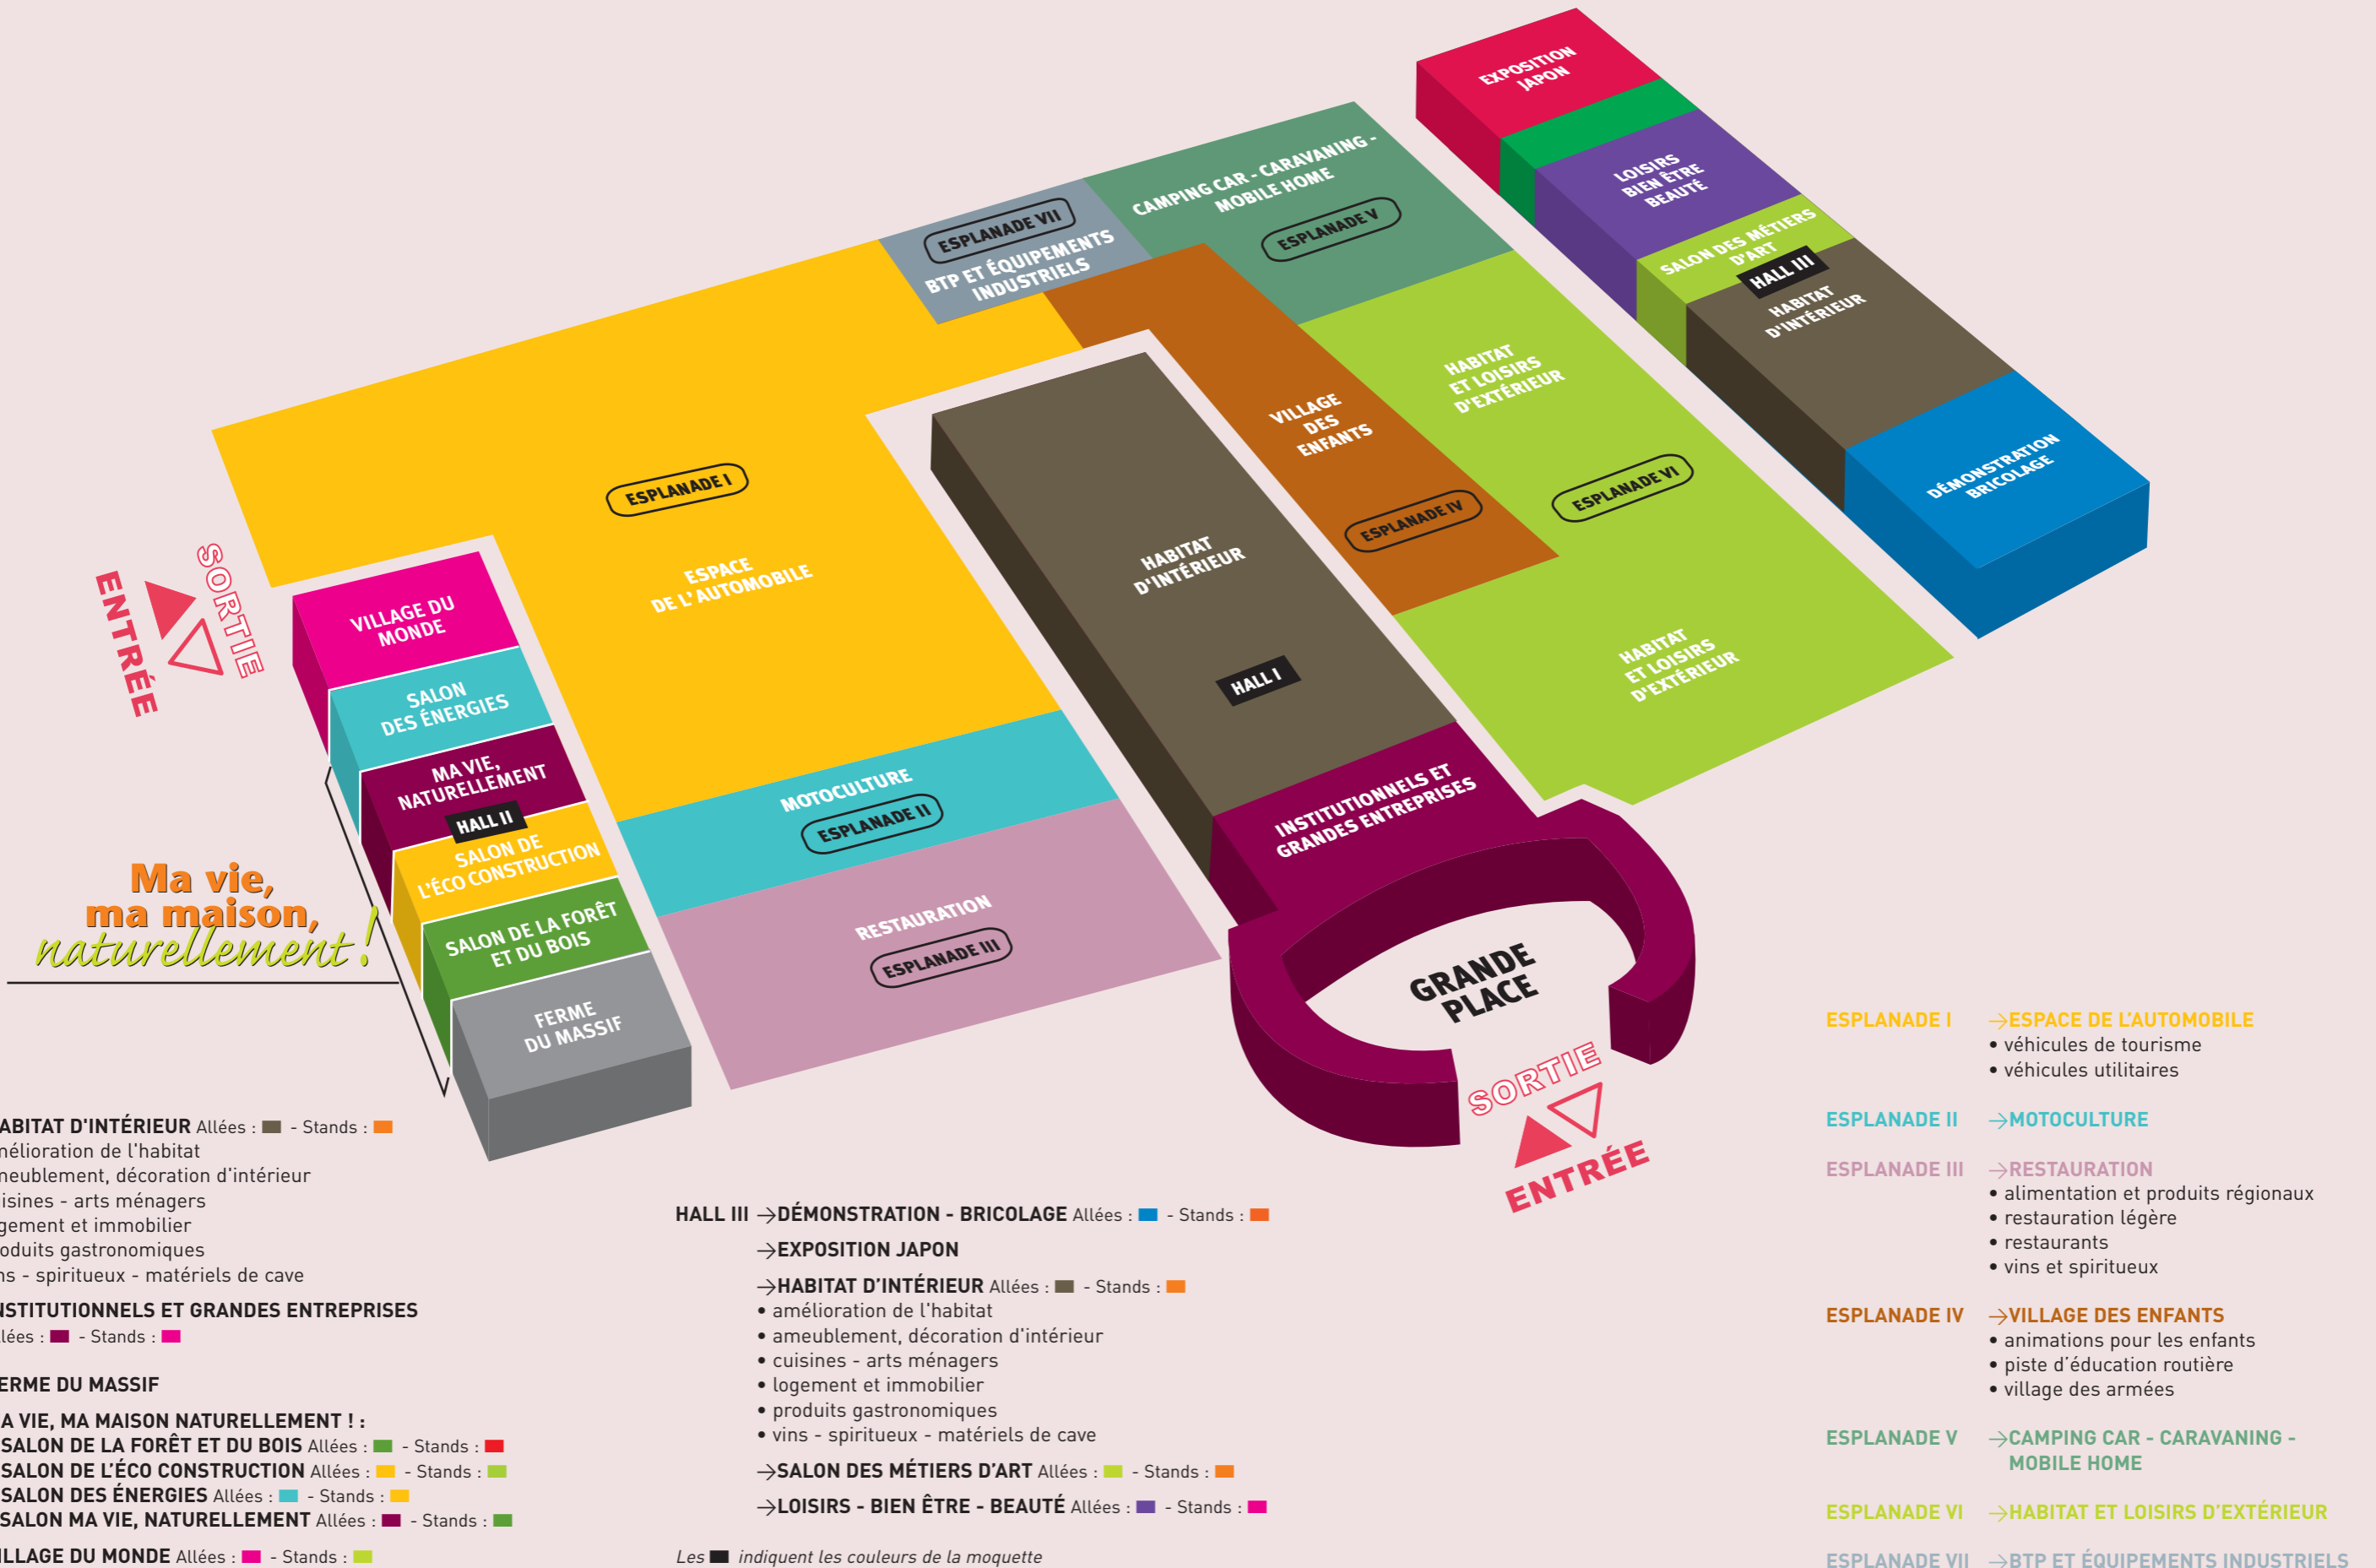 EXPOSITION
JAPON
LOISIRS
BIEN ÊTRE
BEAUTÉ
SALON DES MÉTIERS
D'ART
HALL III
HABITAT
D'INTÉRIEUR
DÉMONSTRATION
BRICOLAGE
CAMPING CAR - CARAVANING -
MOBILE HOME
ESPLANADE V
ESPLANADE VII
BTP ET ÉQUIPEMENTS
INDUSTRIELS
HABITAT
ET LOISIRS
D'EXTÉRIEUR
ESPLANADE VI
HABITAT
ET LOISIRS
D'EXTÉRIEUR
VILLAGE
DES
ENFANTS
ESPLANADE IV
ESPLANADE I
ESPACE
DE L'AUTOMOBILE
HABITAT
D'INTÉRIEUR
HALL I
INSTITUTIONNELS ET
GRANDES ENTREPRISES
MOTOCULTURE
ESPLANADE II
RESTAURATION
ESPLANADE III
GRANDE
PLACE
SORTIE
ENTRÉE
SORTIE
ENTRÉE
VILLAGE DU
MONDE
SALON
DES ÉNERGIES
MA VIE,
NATURELLEMENT
HALL II
SALON DE
L'ÉCO CONSTRUCTION
SALON DE LA FORÊT
ET DU BOIS
FERME
DU MASSIF
Ma vie,
ma maison,
naturellement !
ABITAT D'INTÉRIEUR Allées : - Stands :
mélioration de l'habitat
meublement, décoration d'intérieur
isines - arts ménagers
gement et immobilier
oduits gastronomiques
ns - spiritueux - matériels de cave
NSTITUTIONNELS ET GRANDES ENTREPRISES
lées : - Stands :
ERME DU MASSIF
A VIE, MA MAISON NATURELLEMENT ! :
SALON DE LA FORÊT ET DU BOIS Allées : - Stands :
SALON DE L'ÉCO CONSTRUCTION Allées : - Stands :
SALON DES ÉNERGIES Allées : - Stands :
SALON MA VIE, NATURELLEMENT Allées : - Stands :
ILLAGE DU MONDE Allées : - Stands :
HALL III →DÉMONSTRATION - BRICOLAGE Allées : - Stands :
→EXPOSITION JAPON
→HABITAT D'INTÉRIEUR Allées : - Stands :
• amélioration de l'habitat
• ameublement, décoration d'intérieur
• cuisines - arts ménagers
• logement et immobilier
• produits gastronomiques
• vins - spiritueux - matériels de cave
→SALON DES MÉTIERS D'ART Allées : - Stands :
→LOISIRS - BIEN ÊTRE - BEAUTÉ Allées : - Stands :
Les indiquent les couleurs de la moquette
ESPLANADE I →ESPACE DE L'AUTOMOBILE
• véhicules de tourisme
• véhicules utilitaires
ESPLANADE II →MOTOCULTURE
ESPLANADE III →RESTAURATION
• alimentation et produits régionaux
• restauration légère
• restaurants
• vins et spiritueux
ESPLANADE IV →VILLAGE DES ENFANTS
• animations pour les enfants
• piste d'éducation routière
• village des armées
ESPLANADE V →CAMPING CAR - CARAVANING -
MOBILE HOME
ESPLANADE VI →HABITAT ET LOISIRS D'EXTÉRIEUR
ESPLANADE VII →BTP ET ÉQUIPEMENTS INDUSTRIELS